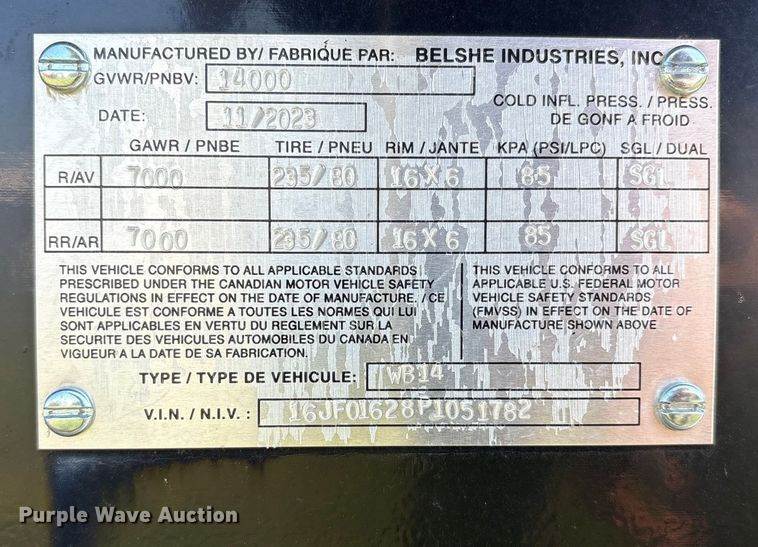 MANUFACTURED BY/ FABRIQUE PAR: BELSHE INDUSTRIES, INC
GVWR/PNBV: 14000
COLD INFL. PRESS. / PRESS.
DATE: 11/2023
DE GONF A FROID
GAWR / PNBE TIRE / PNEU RIM / JANTE KPA (PSI/LPC) SGL / DUAL
R/AV 7000 235/80 16X6 85 SGL
RR/AR 7000 235/80 16X6 85 SGL
THIS VEHICLE CONFORMS TO ALL APPLICABLE STANDARDS
PRESCRIBED UNDER THE CANADIAN MOTOR VEHICLE SAFETY
REGULATIONS IN EFFECT ON THE DATE OF MANUFACTURE. / CE
VEHICULE EST CONFORME A TOUTES LES NORMES QUI LUI
SONT APPLICABLES EN VERTU DU REGLEMENT SUR LA
SECURITE DES VEHICULES AUTOMOBILES DU CANADA EN
VIGUEUR A LA DATE DE SA FABRICATION.
THIS VEHICLE CONFORMS TO ALL
APPLICABLE U.S. FEDERAL MOTOR
VEHICLE SAFETY STANDARDS
(FMVSS) IN EFFECT ON THE DATE OF
MANUFACTURE SHOWN ABOVE
TYPE / TYPE DE VEHICULE: WB14
V.I.N. / N.I.V. : 16JF01628P1051782
Purple Wave Auction